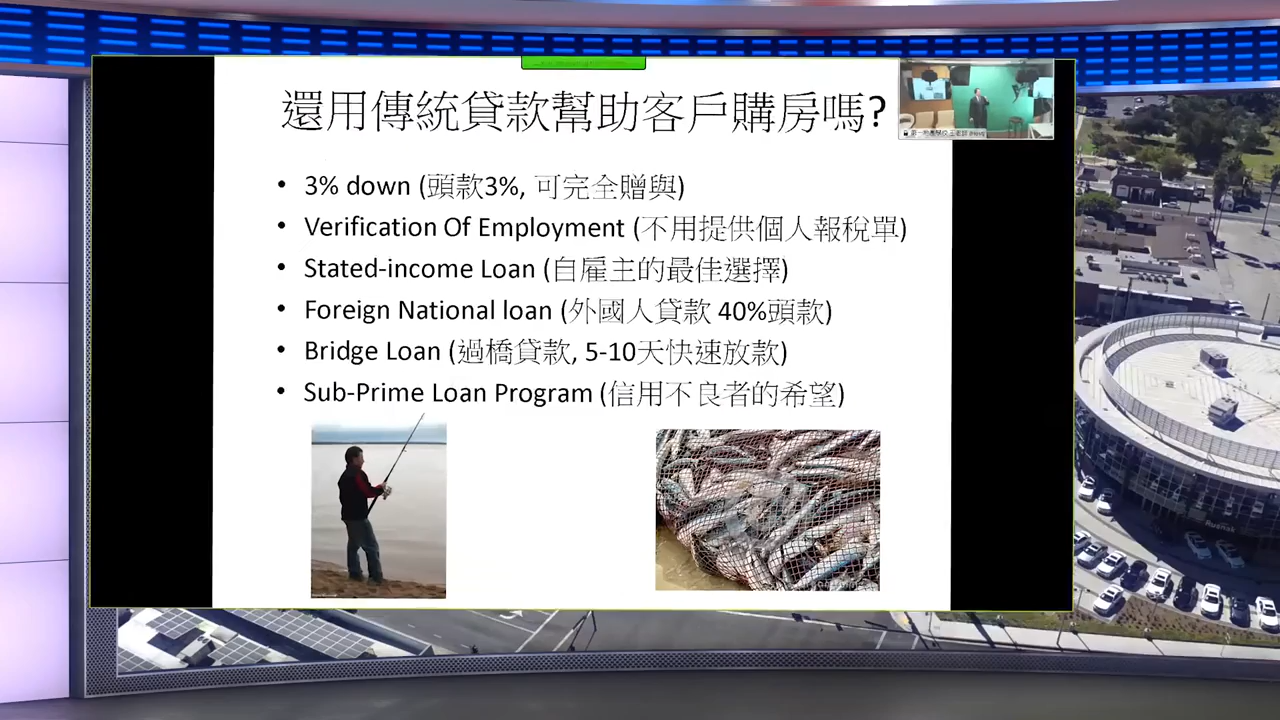 還用傳統貸款幫助客戶購房嗎?
• 3% down (頭款3%, 可完全贈與)
• Verification Of Employment (不用提供個人報稅單)
• Stated-income Loan (自雇主的最佳選擇)
• Foreign National loan (外國人貸款 40%頭款)
• Bridge Loan (過橋貸款, 5-10天快速放款)
• Sub-Prime Loan Program (信用不良者的希望)
Rusnak